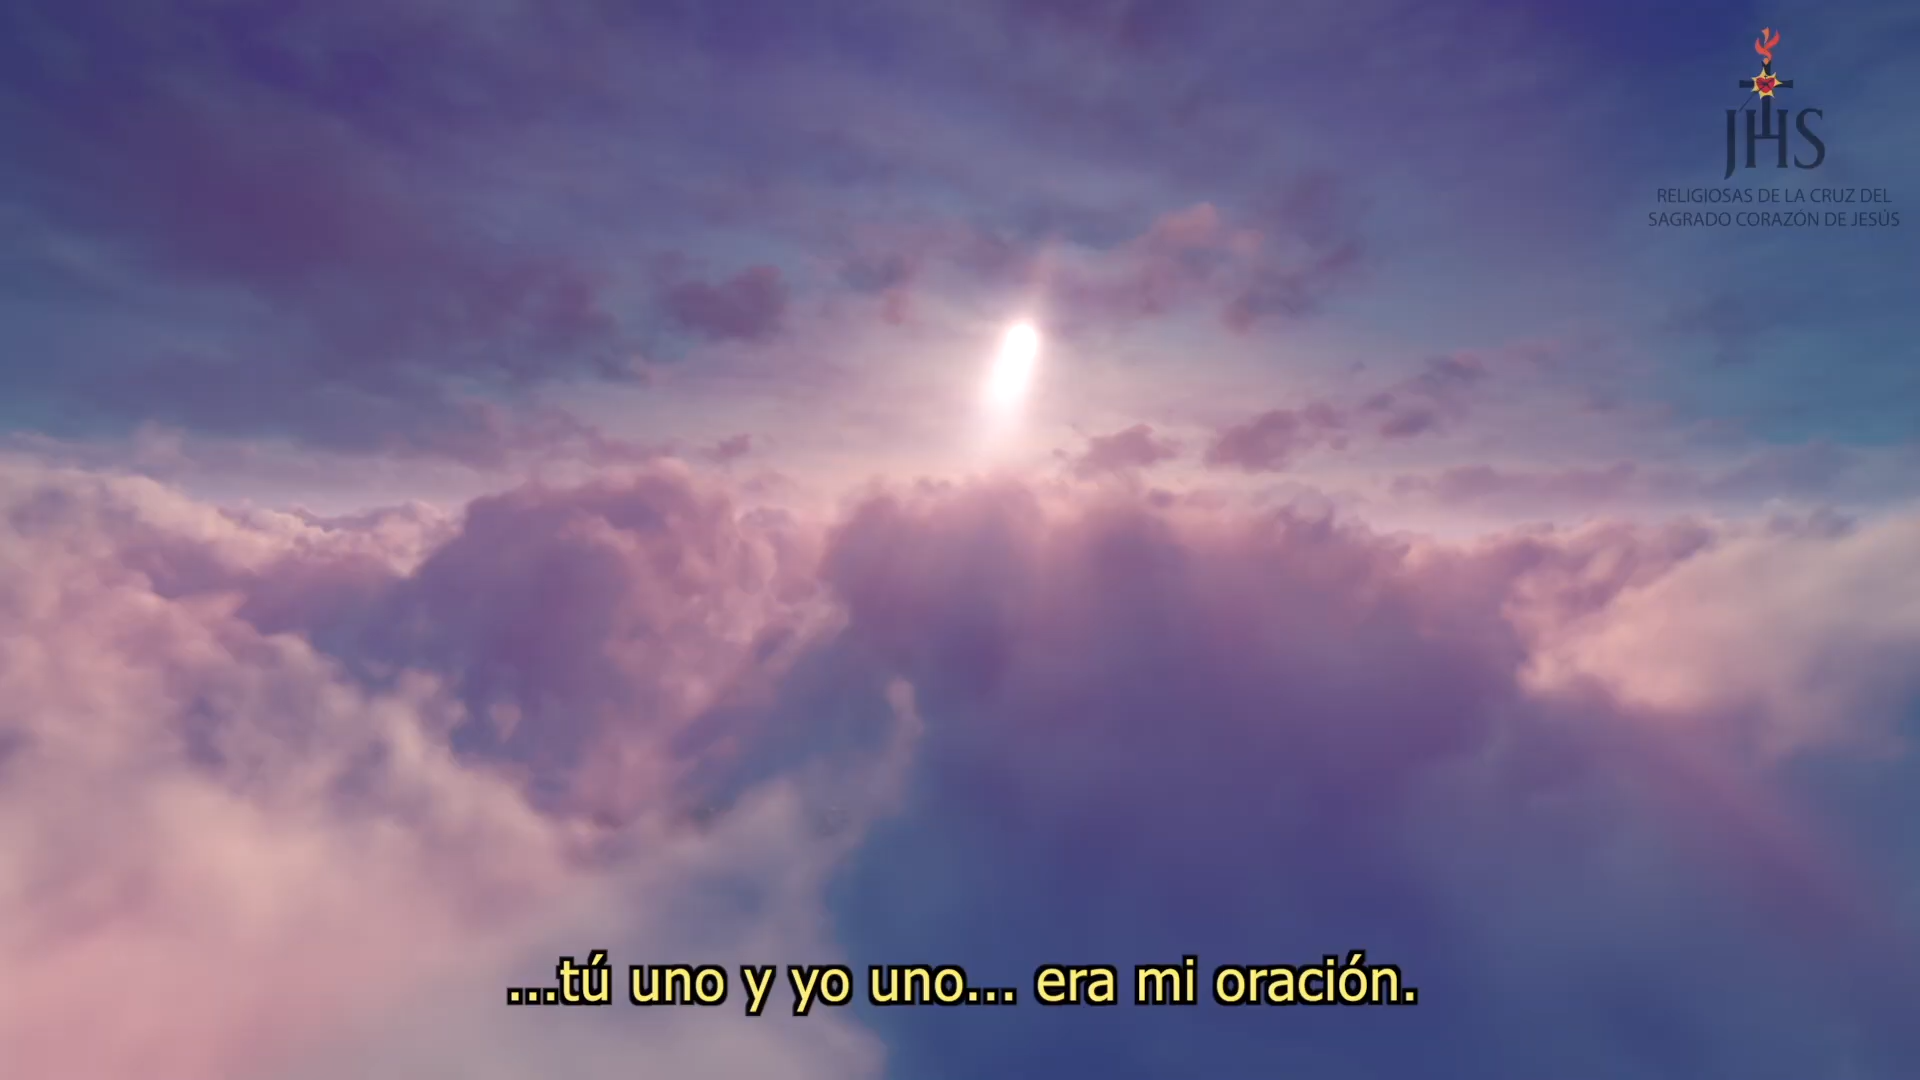 JHS
RELIGIOSAS DE LA CRUZ DEL
SAGRADO CORAZÓN DE JESÚS
...tú uno y yo uno... era mi oración.